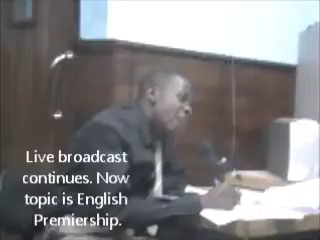 Live broadcast
continues. Now
topic is English
Premiership.